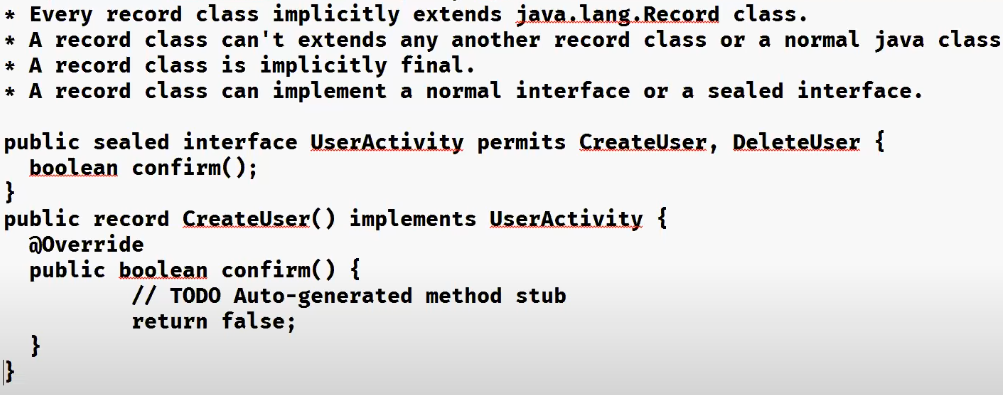 * Every record class implicitly extends java.lang.Record class.
* A record class can't extends any another record class or a normal java class
* A record class is implicitly final.
* A record class can implement a normal interface or a sealed interface.
public sealed interface UserActivity permits CreateUser, DeleteUser {
boolean confirm();
}
public record CreateUser() implements UserActivity {
@Override
public boolean confirm() {
// TODO Auto-generated method stub
return false;
}
}